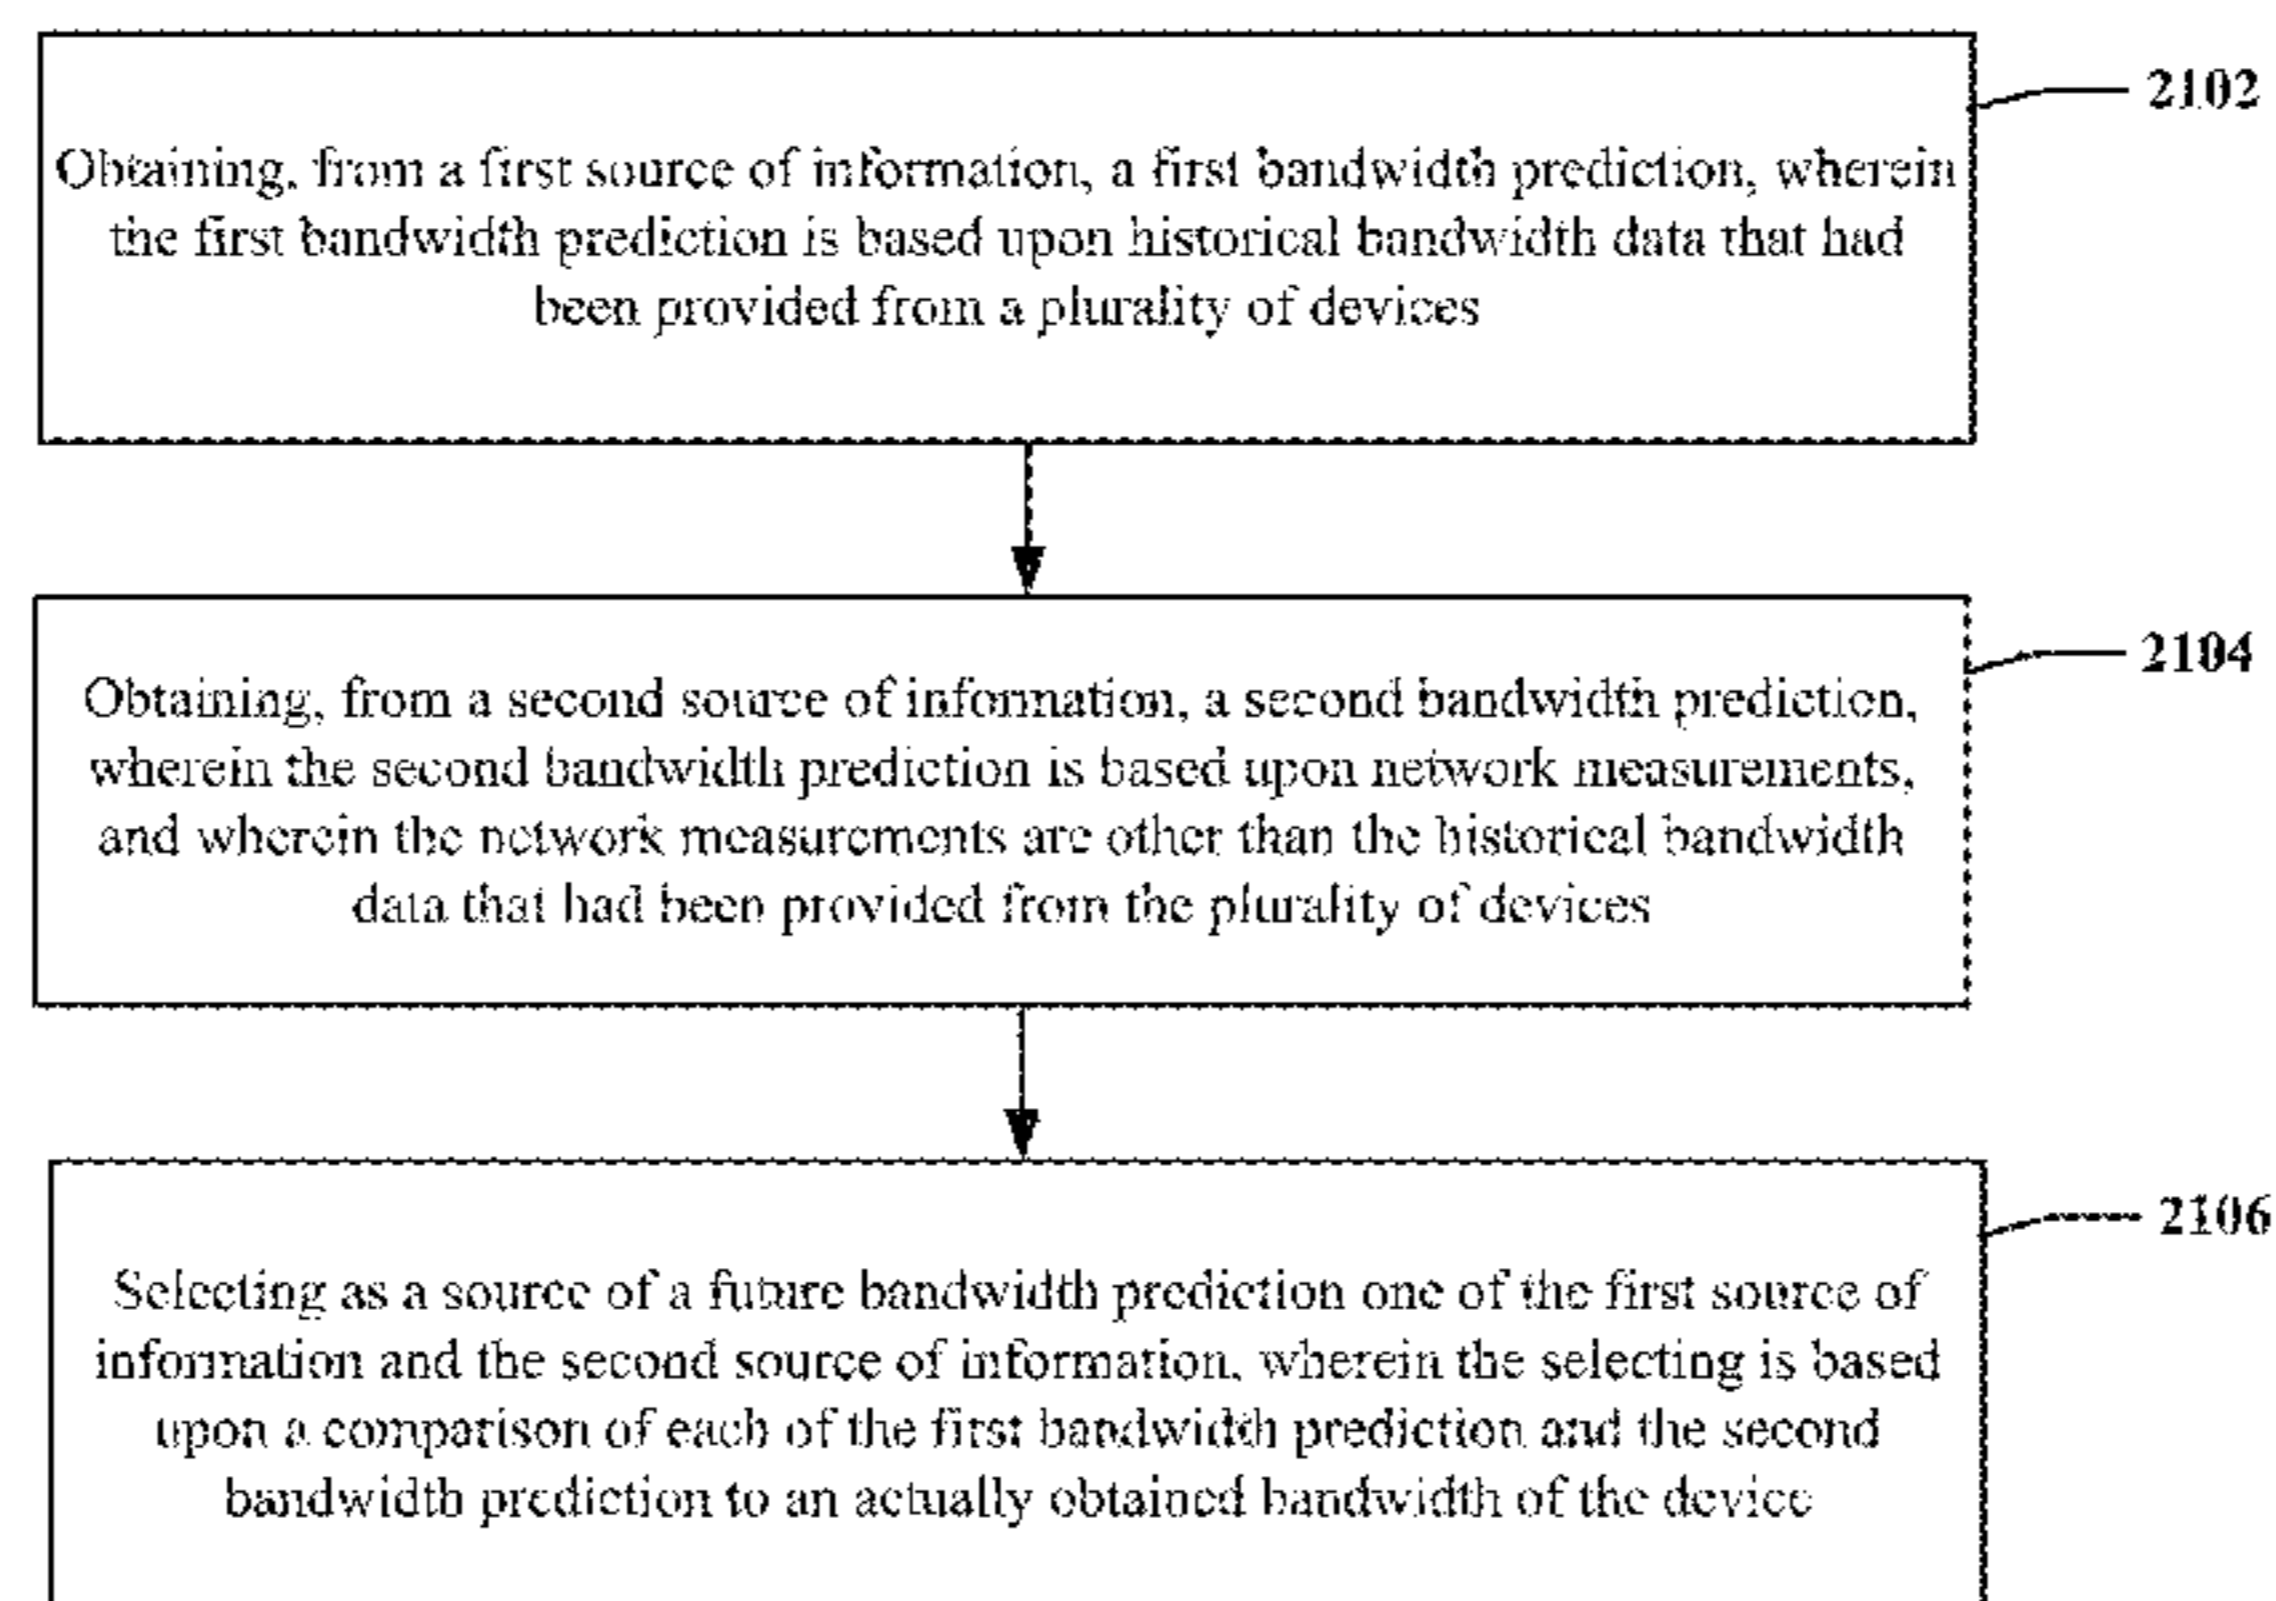 2102
Obtaining, from a first source of information, a first bandwidth prediction, wherein
the first bandwidth prediction is based upon historical bandwidth data that had
been provided from a plurality of devices
2104
Obtaining, from a second source of information, a second bandwidth prediction,
wherein the second bandwidth prediction is based upon network measurements,
and wherein the network measurements are other than the historical bandwidth
data that had been provided from the plurality of devices
2106
Selecting as a source of a future bandwidth prediction one of the first source of
information and the second source of information, wherein the selecting is based
upon a comparison of each of the first bandwidth prediction and the second
bandwidth prediction to an actually obtained bandwidth of the device